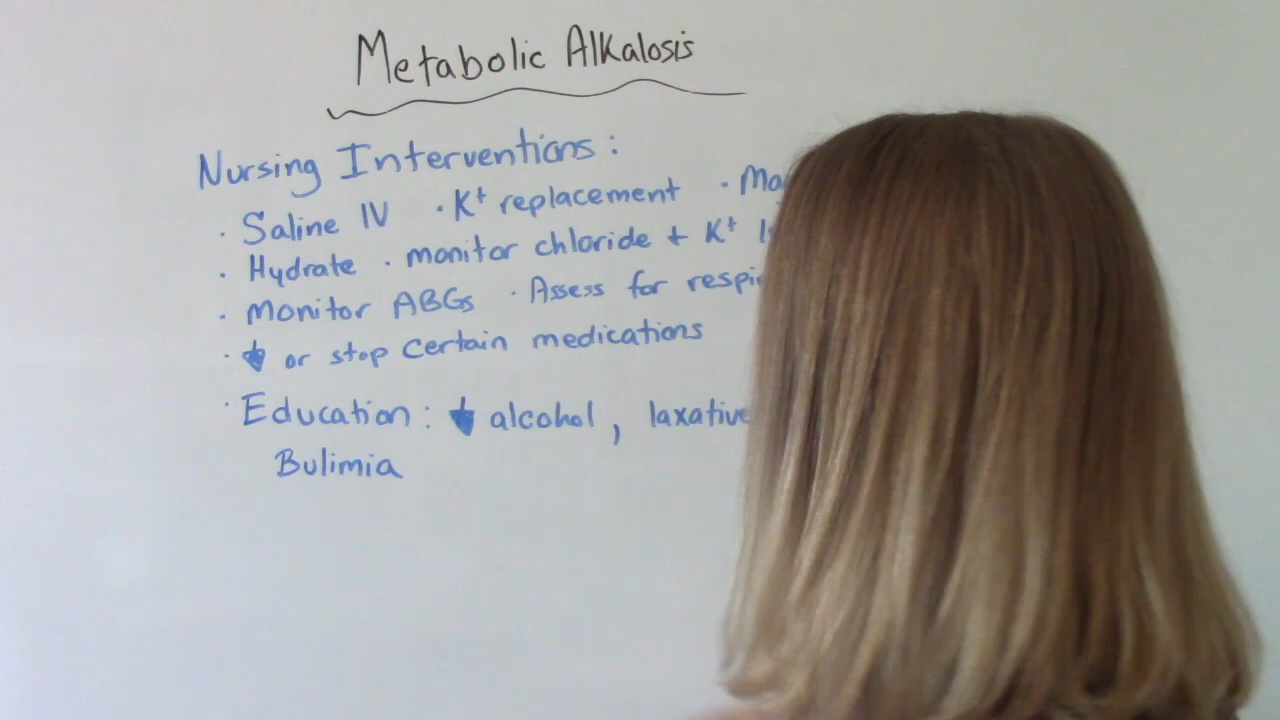 Metabolic Alkalosis
Nursing Interventions:
· Saline IV · K+ replacement ·
· Hydrate · monitor chloride + K+
· Monitor ABGs · Assess for
· ↓ or stop certain medications
· Education: ↓ alcohol, laxative
Bulimia